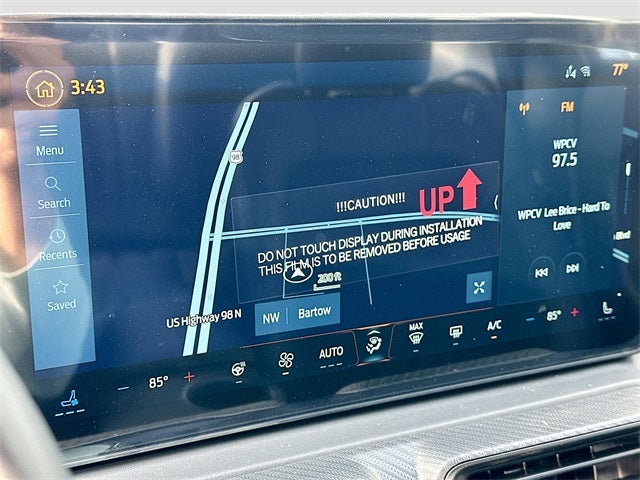 3:43
77°
Menu
Search
Recents
Saved
98
!!!CAUTION!!!
UP
DO NOT TOUCH DISPLAY DURING INSTALLATION
THIS FILM IS TO BE REMOVED BEFORE USAGE
200 ft
US Highway 98 N
NW
Bartow
FM
WPCV
97.5
WPCV Lee Brice - Hard To
Love
Blvd
− 85° +
AUTO
MAX
A/C
− 85° +